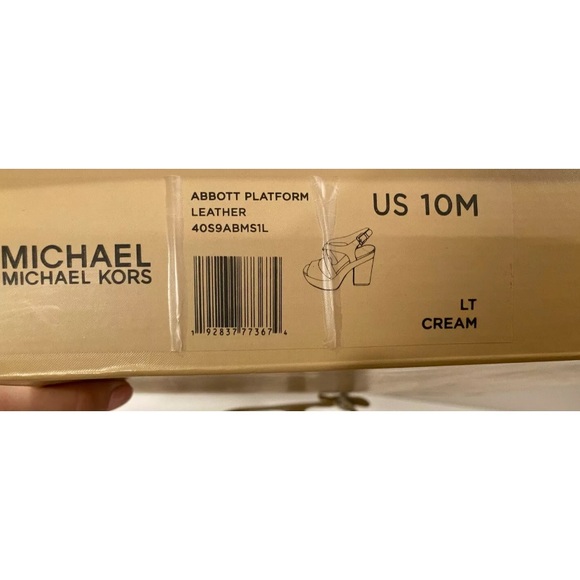 MICHAEL
MICHAEL KORS
ABBOTT PLATFORM
LEATHER
40S9ABMS1L
1 92837 77367 4
US 10M
LT
CREAM